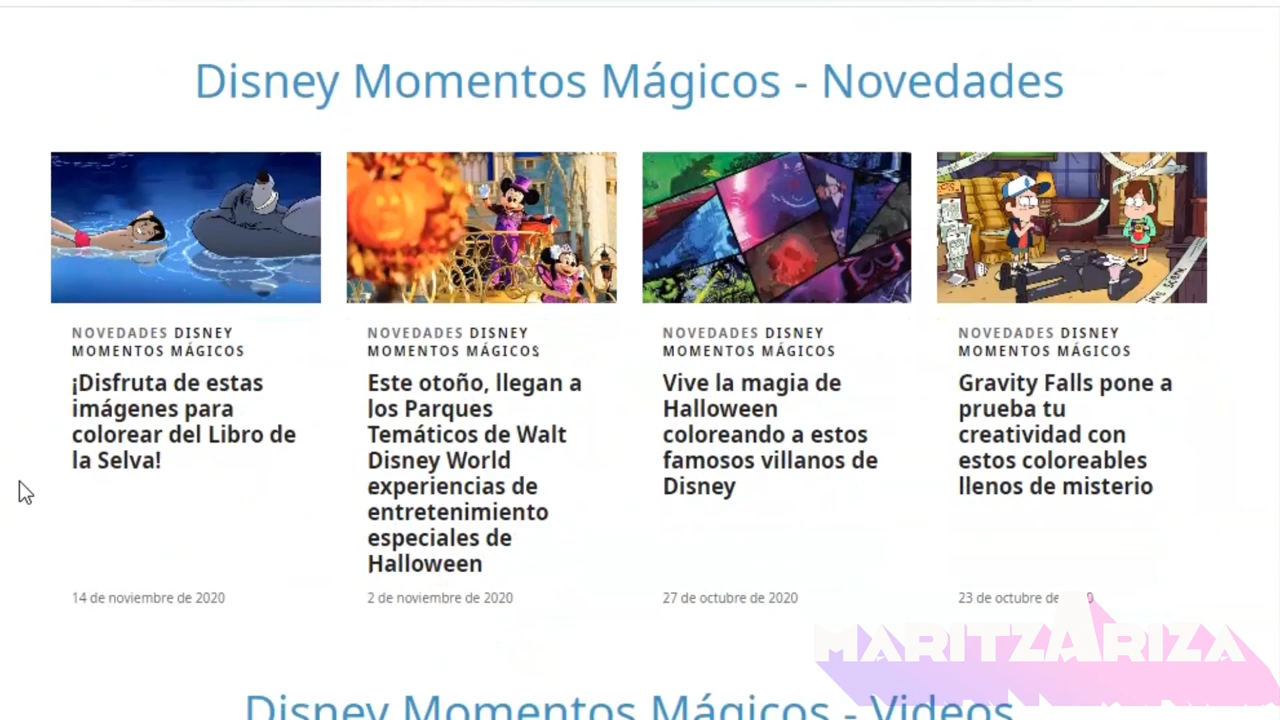 Disney Momentos Mágicos - Novedades
NOVEDADES DISNEY
MOMENTOS MÁGICOS
¡Disfruta de estas
imágenes para
colorear del Libro de
la Selva!
14 de noviembre de 2020
NOVEDADES DISNEY
MOMENTOS MÁGICOS
Este otoño, llegan a
los Parques
Temáticos de Walt
Disney World
experiencias de
entretenimiento
especiales de
Halloween
2 de noviembre de 2020
NOVEDADES DISNEY
MOMENTOS MÁGICOS
Vive la magia de
Halloween
coloreando a estos
famosos villanos de
Disney
27 de octubre de 2020
NOVEDADES DISNEY
MOMENTOS MÁGICOS
Gravity Falls pone a
prueba tu
creatividad con
estos coloreables
llenos de misterio
23 de octubre de
MARITZARIZA
Disney Momentos Mágicos - Videos